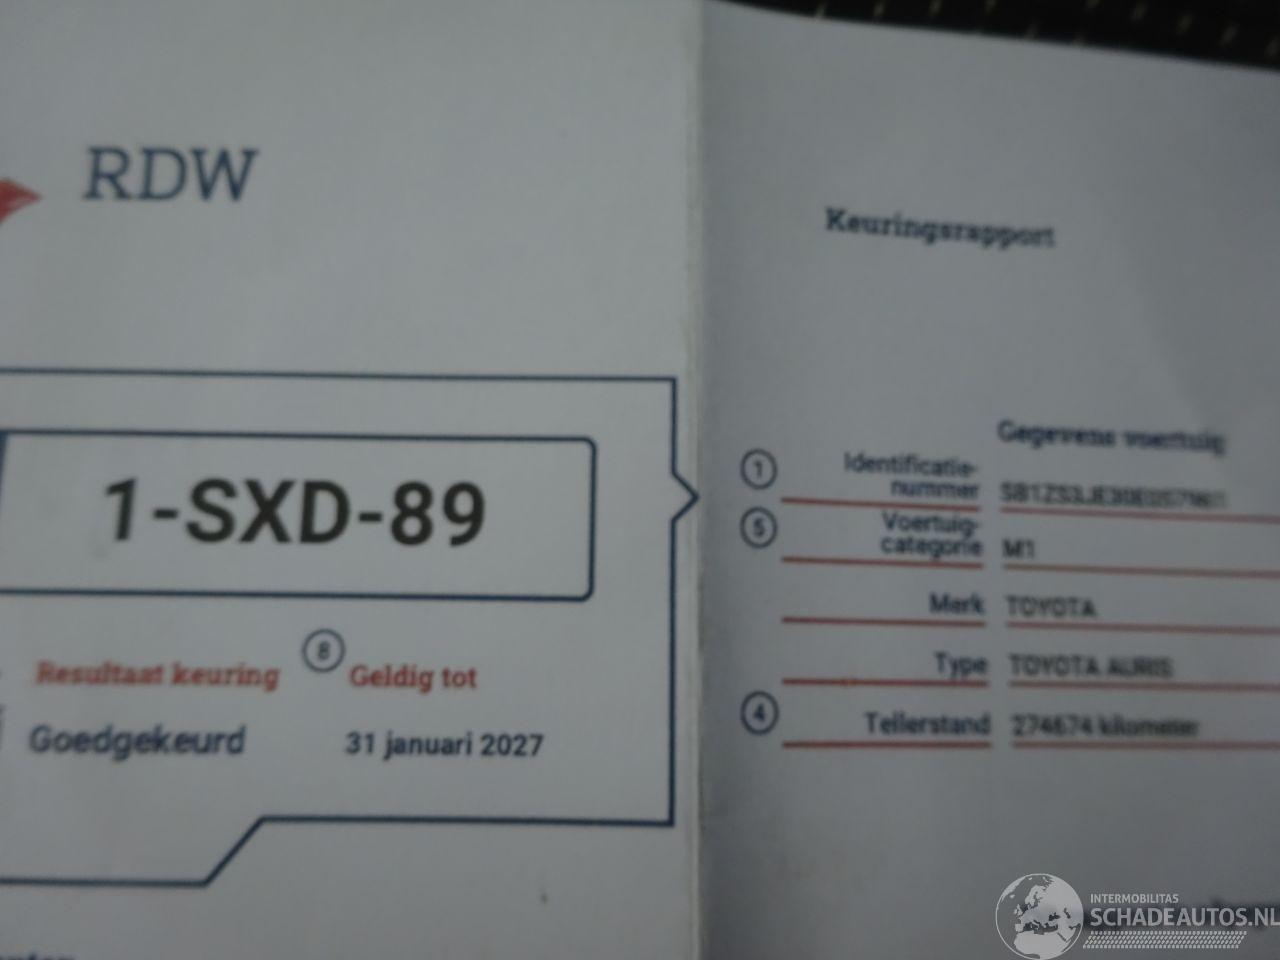 RDW
1-SXD-89
8
Resultaat keuring Geldig tot
Goedgekeurd 31 januari 2027
Keuringsrapport
Gegevens voertuig
1 Identificatie-
nummer
5 Voertuig-
categorie M1
Merk TOYOTA
Type TOYOTA AURIS
4 Tellerstand 274674 kilometer
INTERMOBILITAS
SCHADEAUTOS.NL